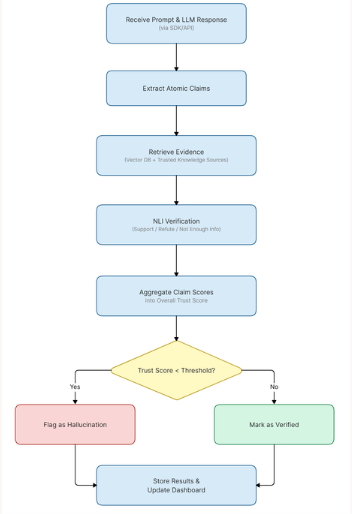 Receive Prompt & LLM Response
(via SDK/API)
Extract Atomic Claims
Retrieve Evidence
(Vector DB + Trusted Knowledge Sources)
NLI Verification
(Support / Refute / Not Enough Info)
Aggregate Claim Scores
into Overall Trust Score
Trust Score < Threshold?
Yes
No
Flag as Hallucination
Mark as Verified
Store Results &
Update Dashboard